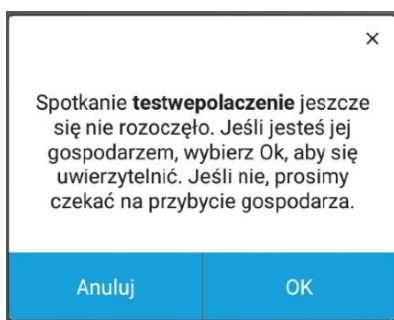 ×
Spotkanie testwepolaczenie jeszcze
się nie rozoczęło. Jeśli jesteś jej
gospodarzem, wybierz Ok, aby się
uwierzytelnić. Jeśli nie, prosimy
czekać na przybycie gospodarza.
Anuluj OK